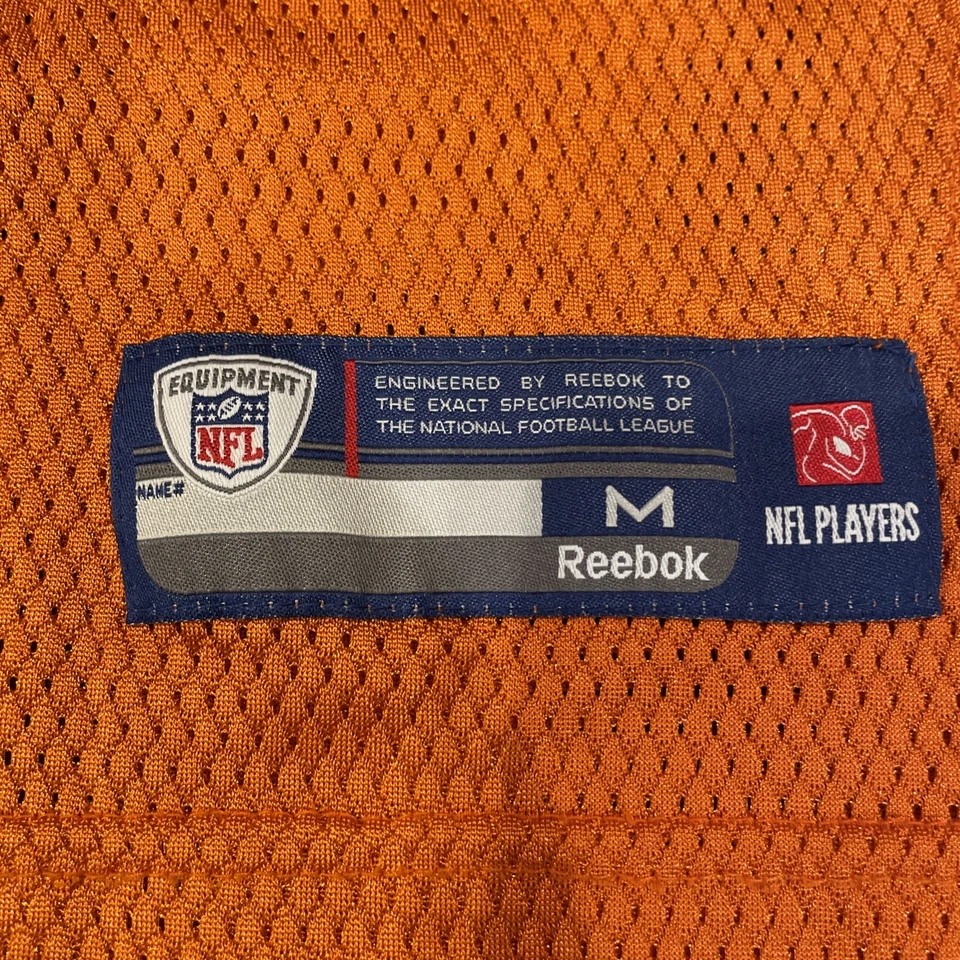 EQUIPMENT
NFL
ENGINEERED BY REEBOK TO
THE EXACT SPECIFICATIONS OF
THE NATIONAL FOOTBALL LEAGUE
NAME#
M
Reebok
NFL PLAYERS